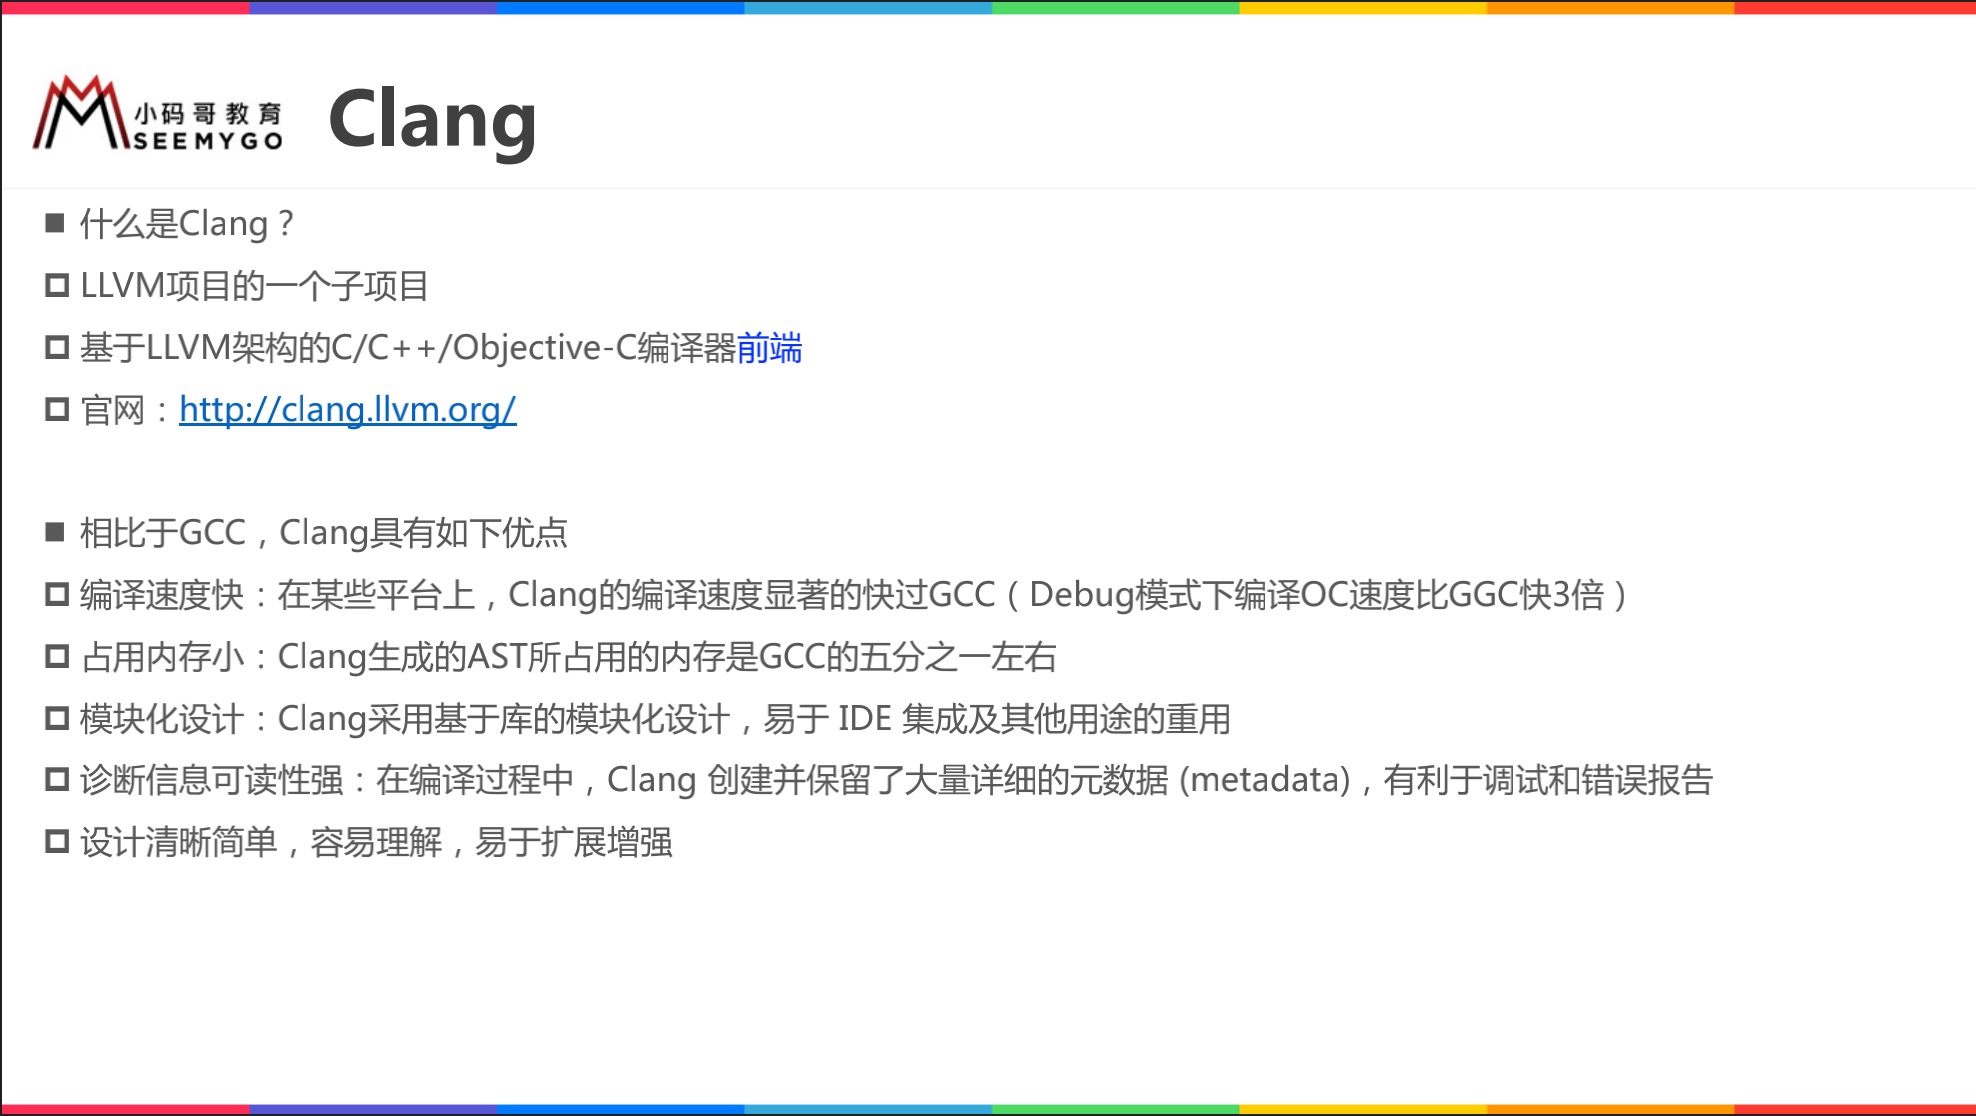 小码哥教育
SEEMYGO
Clang
什么是Clang？
LLVM项目的一个子项目
基于LLVM架构的C/C++/Objective-C编译器前端
官网：http://clang.llvm.org/
相比于GCC，Clang具有如下优点
编译速度快：在某些平台上，Clang的编译速度显著的快过GCC（Debug模式下编译OC速度比GGC快3倍）
占用内存小：Clang生成的AST所占用的内存是GCC的五分之一左右
模块化设计：Clang采用基于库的模块化设计，易于 IDE 集成及其他用途的重用
诊断信息可读性强：在编译过程中，Clang 创建并保留了大量详细的元数据 (metadata)，有利于调试和错误报告
设计清晰简单，容易理解，易于扩展增强